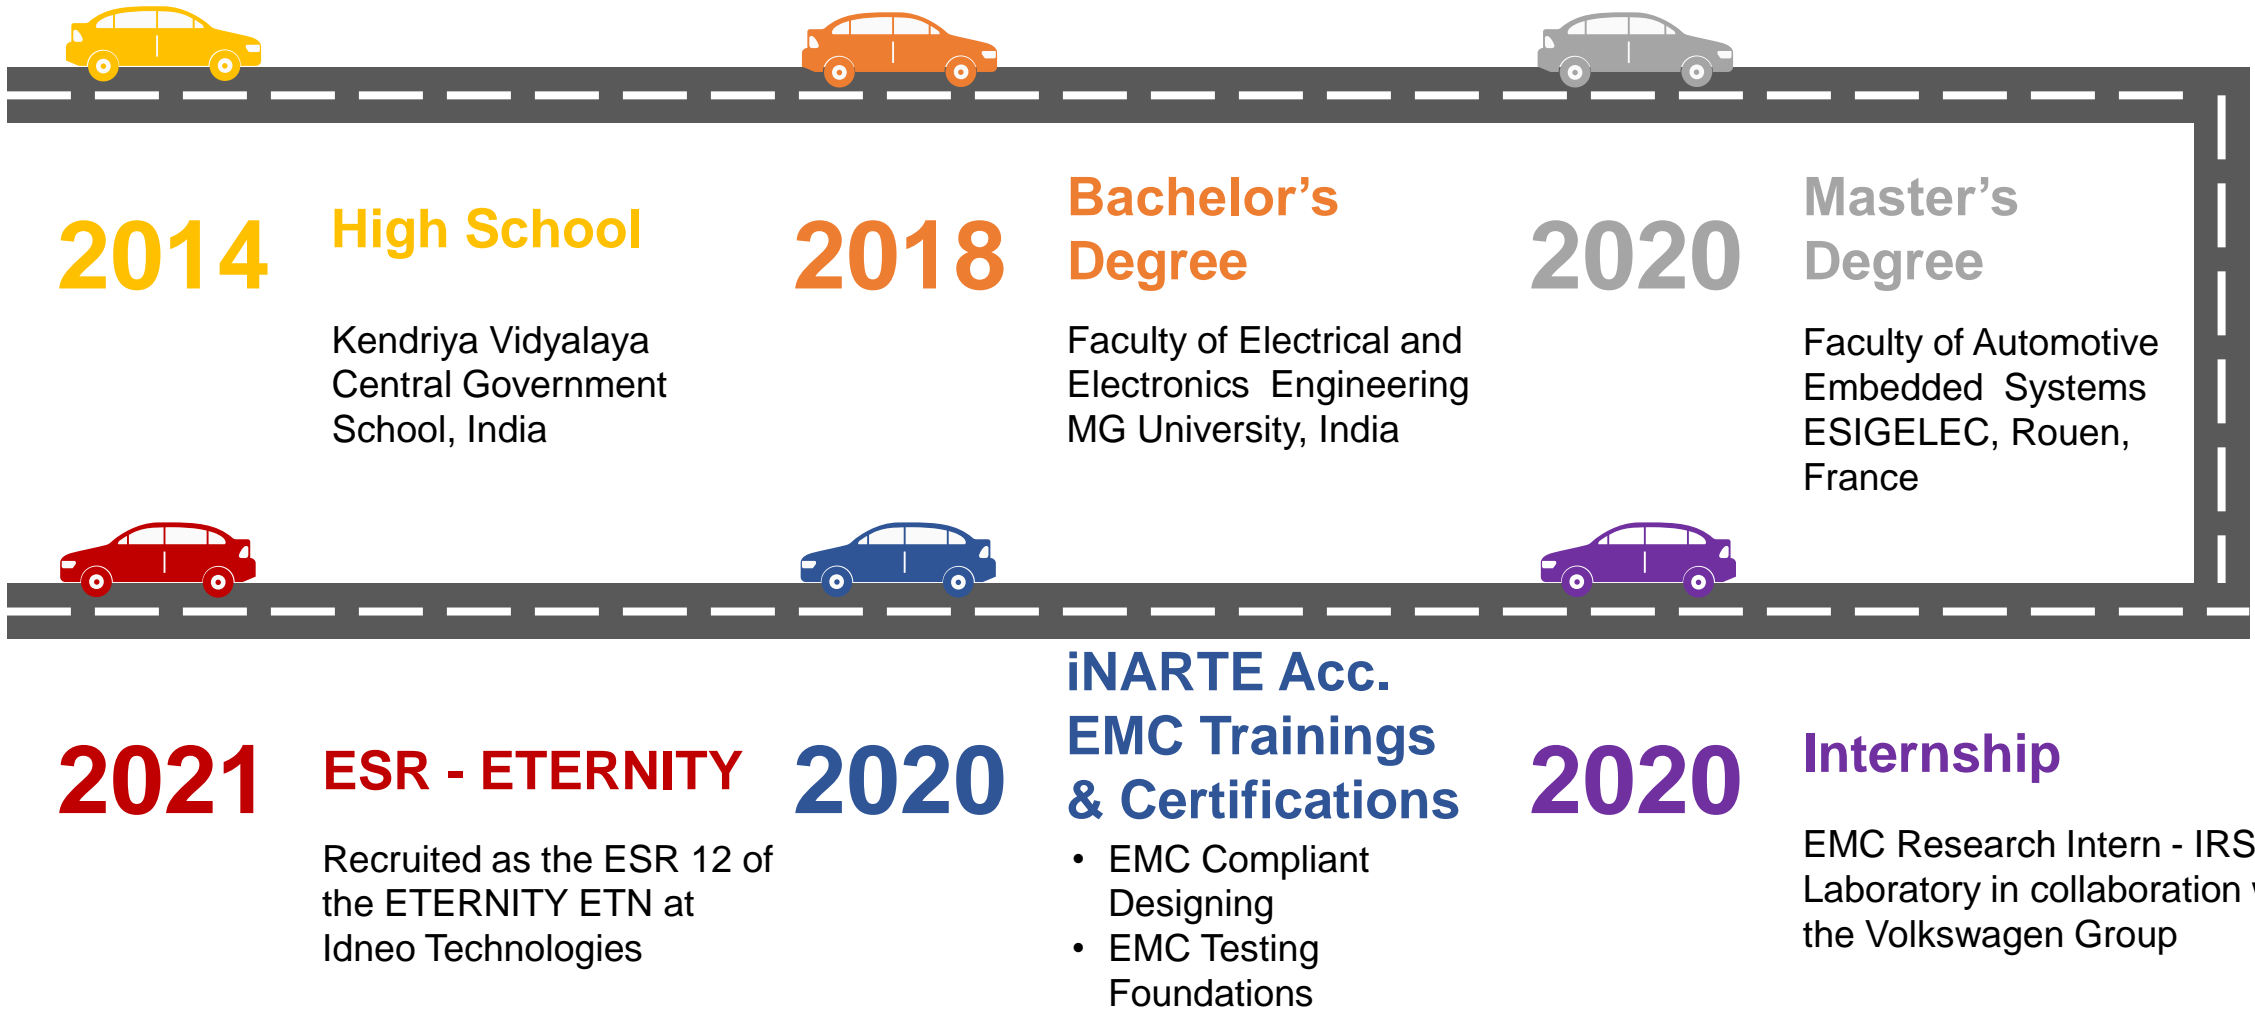 2014
High School
Kendriya Vidyalaya
Central Government
School, India
2018
Bachelor’s
Degree
Faculty of Electrical and
Electronics  Engineering
MG University, India
2020
Master’s
Degree
Faculty of Automotive
Embedded  Systems
ESIGELEC, Rouen,
France
2021
ESR - ETERNITY
Recruited as the ESR 12 of
the ETERNITY ETN at
Idneo Technologies
2020
iNARTE Acc.
EMC Trainings
& Certifications
• EMC Compliant
Designing
• EMC Testing
Foundations
2020
Internship
EMC Research Intern - IRS
Laboratory in collaboration
the Volkswagen Group